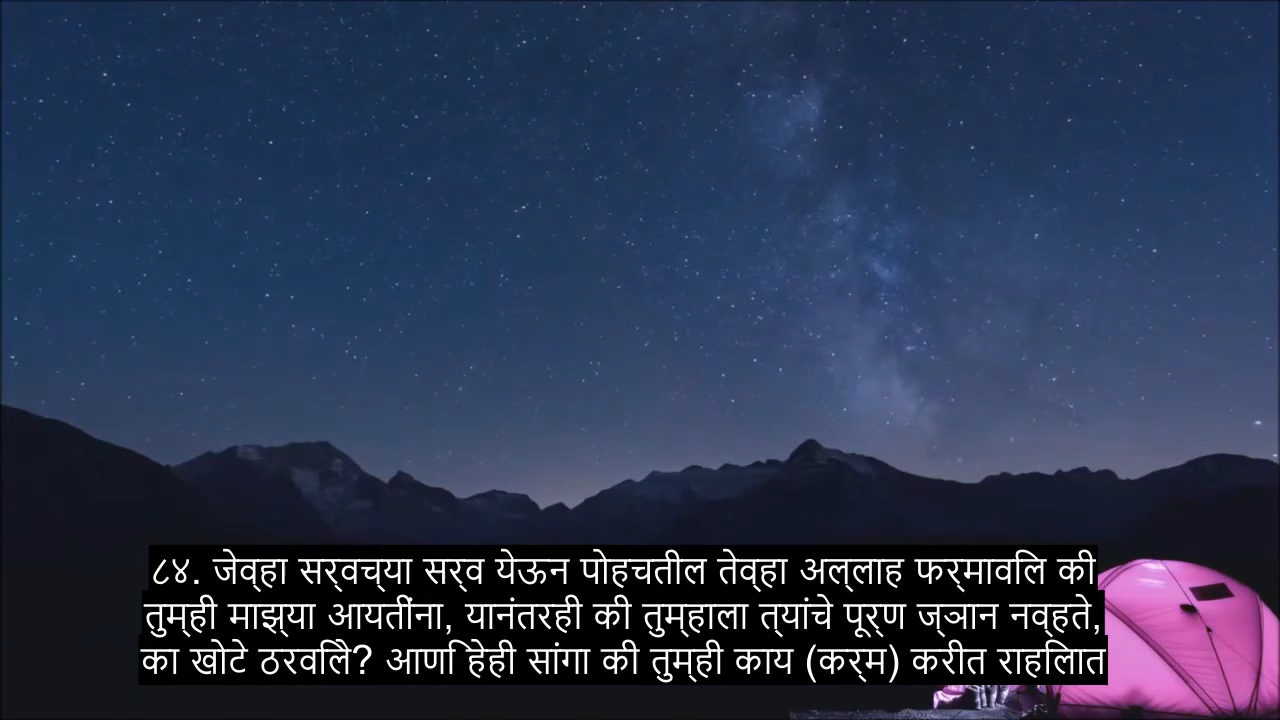 ८४. जेव्हा सर्वच्या सर्व येऊन पोहचतील तेव्हा अल्लाह फर्मावलि की
तुम्ही माझ्या आयतींना, यानंतरही की तुम्हाला त्यांचे पूर्ण ज्ञान नव्हते,
का खोटे ठरवलिे? आणि हेही सांगा की तुम्ही काय (कर्म) करीत राहलिात